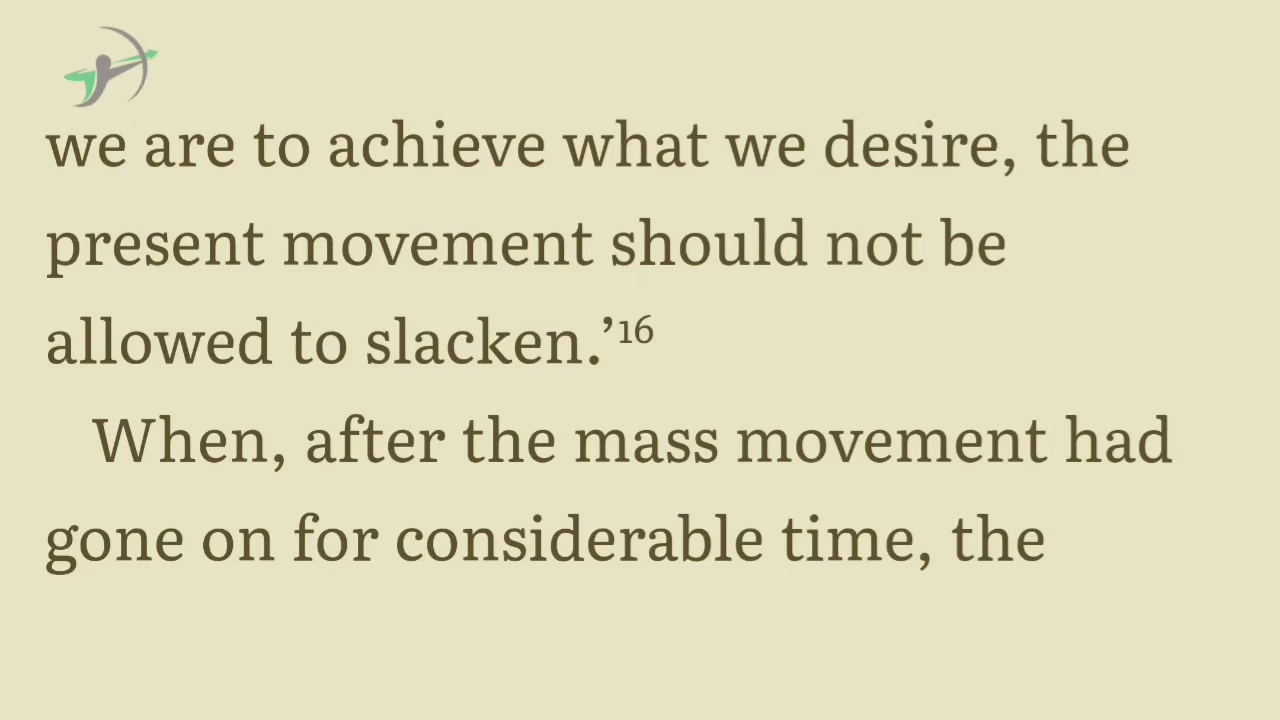 we are to achieve what we desire, the
present movement should not be
allowed to slacken.’¹⁶
When, after the mass movement had
gone on for considerable time, the